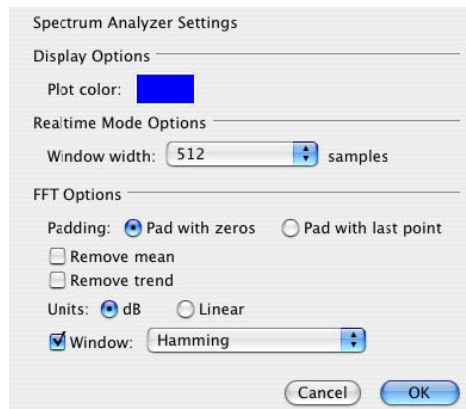 Spectrum Analyzer Settings
Display Options
Plot color:
Realtime Mode Options
Window width: 512 samples
FFT Options
Padding: Pad with zeros Pad with last point
Remove mean
Remove trend
Units: dB Linear
Window: Hamming
Cancel OK